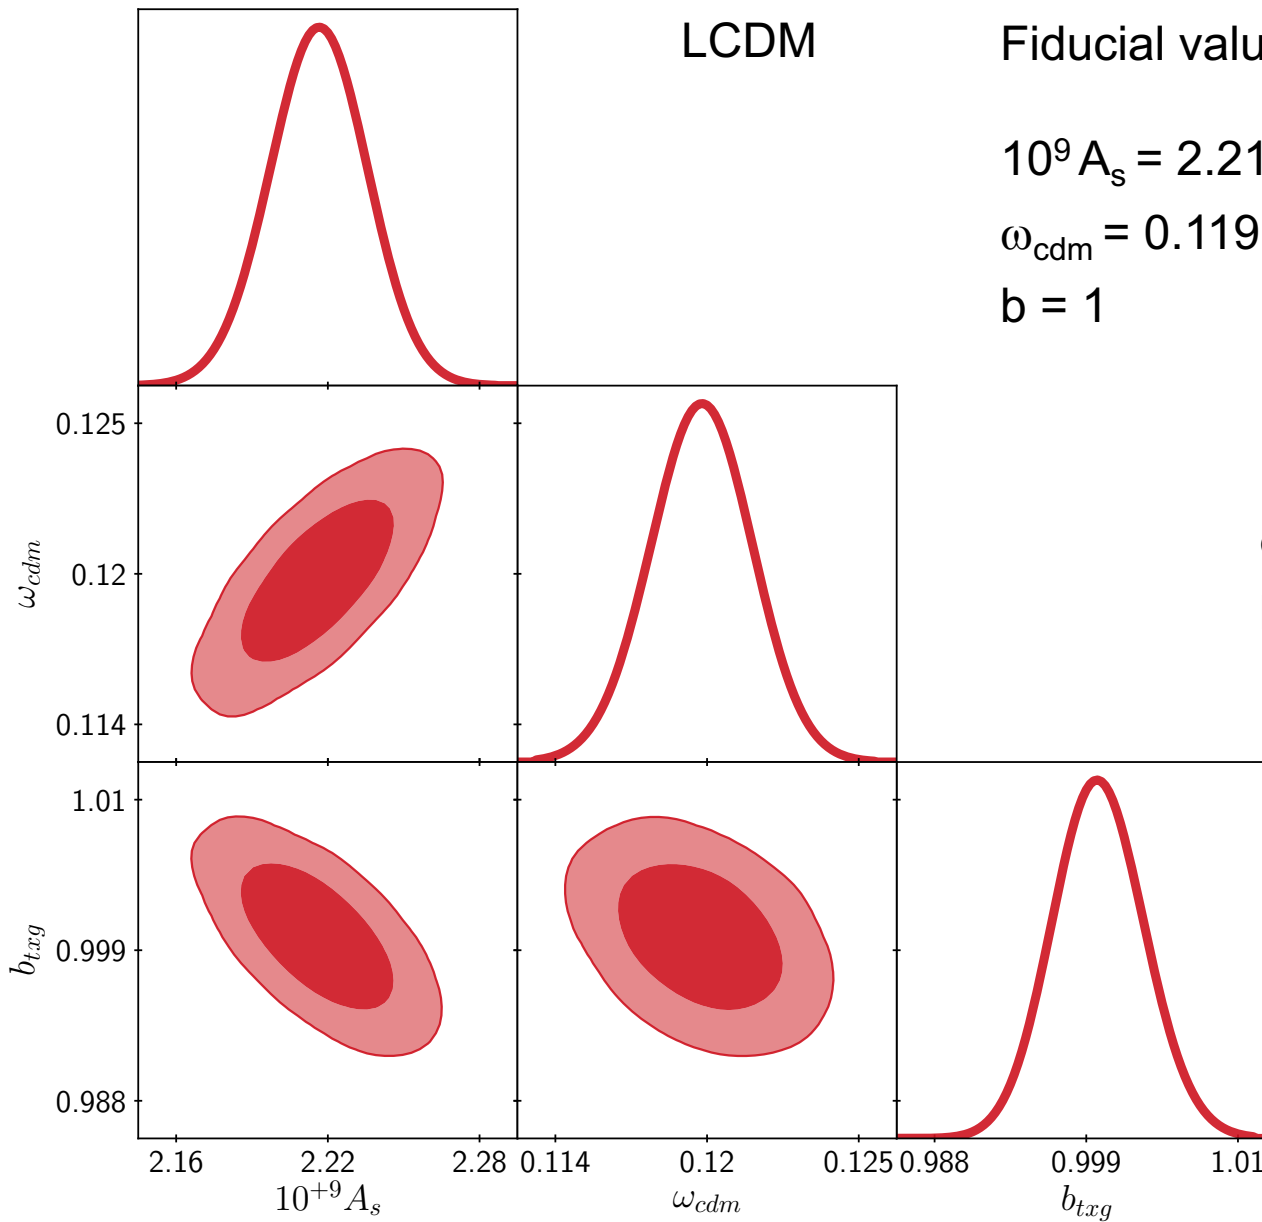 LCDM
Fiducial valu
10⁹ Aₛ = 2.21
ω_cdm = 0.119
b = 1
0.125
0.12
0.114
ω_cdm
1.01
0.999
0.988
b_txg
2.16 2.22 2.28 0.114 0.12 0.125 0.988 0.999 1.01
10⁺⁹Aₛ ω_cdm b_txg